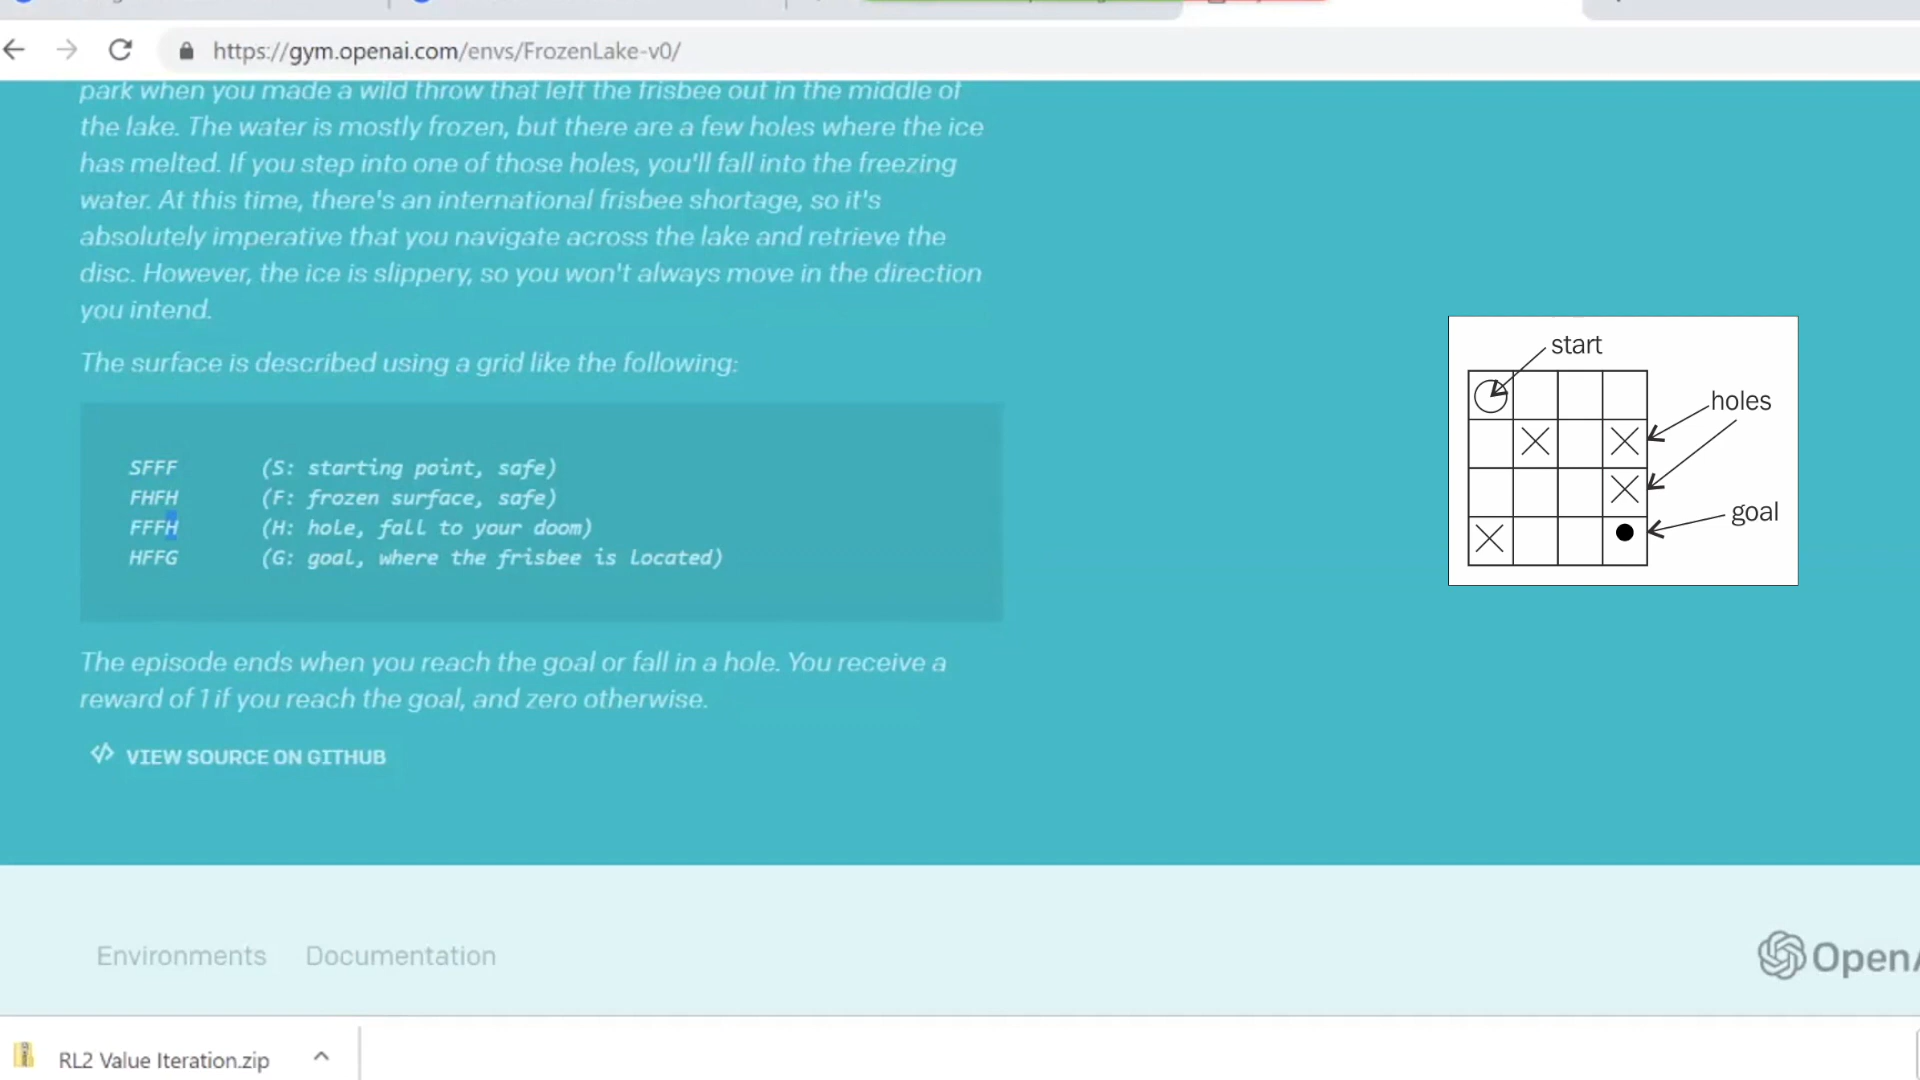 https://gym.openai.com/envs/FrozenLake-v0/
park when you made a wild throw that left the frisbee out in the middle of
the lake. The water is mostly frozen, but there are a few holes where the ice
has melted. If you step into one of those holes, you'll fall into the freezing
water. At this time, there's an international frisbee shortage, so it's
absolutely imperative that you navigate across the lake and retrieve the
disc. However, the ice is slippery, so you won't always move in the direction
you intend.
The surface is described using a grid like the following:
SFFF (S: starting point, safe)
FHFH (F: frozen surface, safe)
FFFH (H: hole, fall to your doom)
HFFG (G: goal, where the frisbee is located)
The episode ends when you reach the goal or fall in a hole. You receive a
reward of 1 if you reach the goal, and zero otherwise.
</> VIEW SOURCE ON GITHUB
start
holes
goal
Environments Documentation
OpenA
RL2 Value Iteration.zip